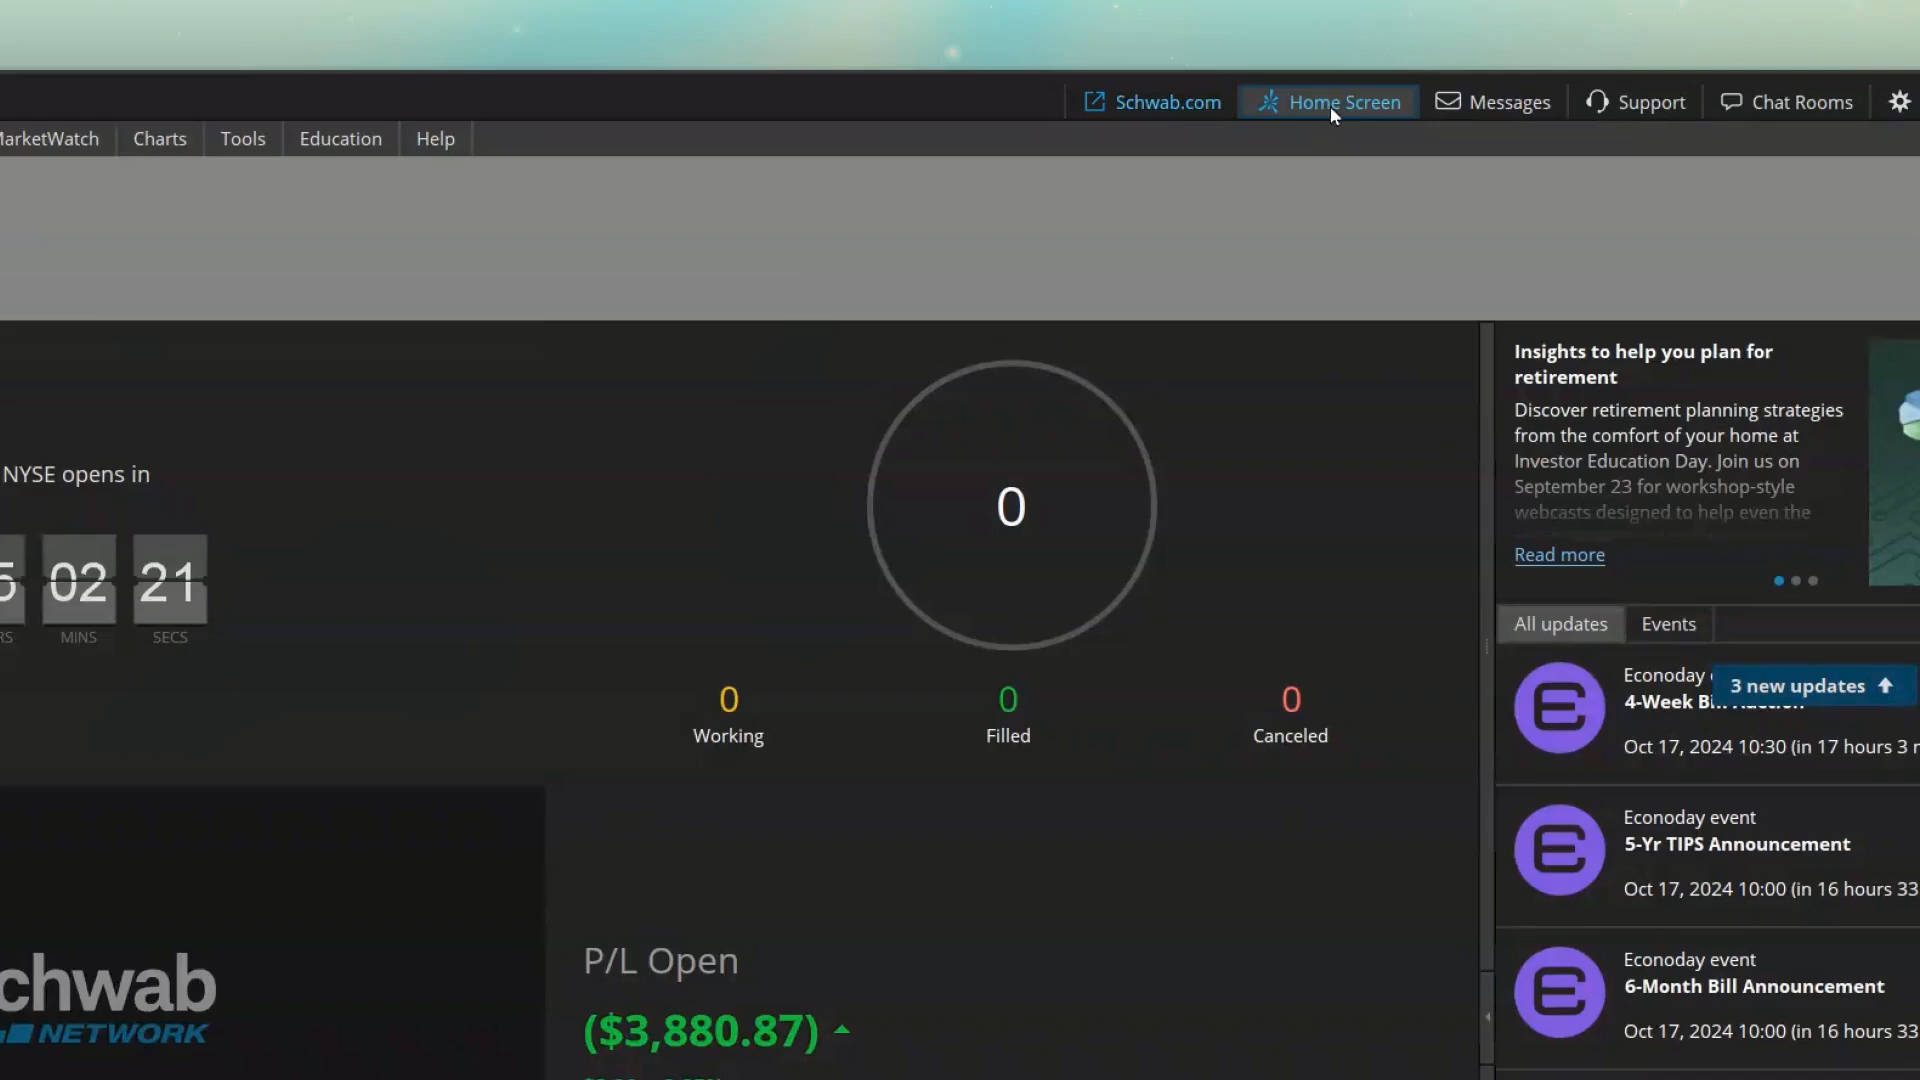 Schwab.com Home Screen Messages Support Chat Rooms
MarketWatch Charts Tools Education Help
NYSE opens in
5 02 21
RS MINS SECS
0
0 0 0
Working Filled Canceled
chwab
NETWORK
P/L Open
($3,880.87)
Insights to help you plan for
retirement
Discover retirement planning strategies
from the comfort of your home at
Investor Education Day. Join us on
September 23 for workshop-style
webcasts designed to help even the
Read more
All updates Events
3 new updates
Econoday
4-Week Bill Auction
Oct 17, 2024 10:30 (in 17 hours 3
Econoday event
5-Yr TIPS Announcement
Oct 17, 2024 10:00 (in 16 hours 33
Econoday event
6-Month Bill Announcement
Oct 17, 2024 10:00 (in 16 hours 33